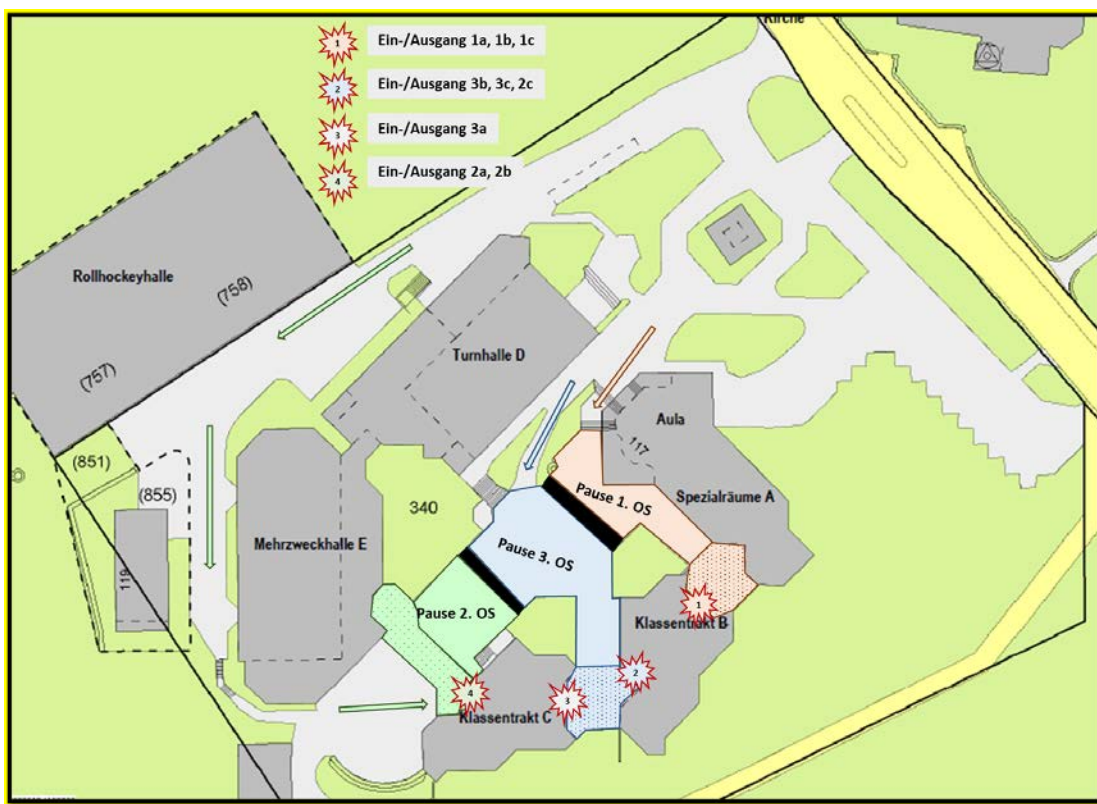 Kirche
1
Ein-/Ausgang 1a, 1b, 1c
2
Ein-/Ausgang 3b, 3c, 2c
3
Ein-/Ausgang 3a
4
Ein-/Ausgang 2a, 2b
Rollhockeyhalle
(758)
(757)
Turnhalle D
Aula
117
(851)
(855)
340
Pause 1. OS
Spezialräume A
Mehrzweckhalle E
Pause 3. OS
119
Pause 2. OS
1
Klassentrakt B
2
4
3
Klassentrakt C